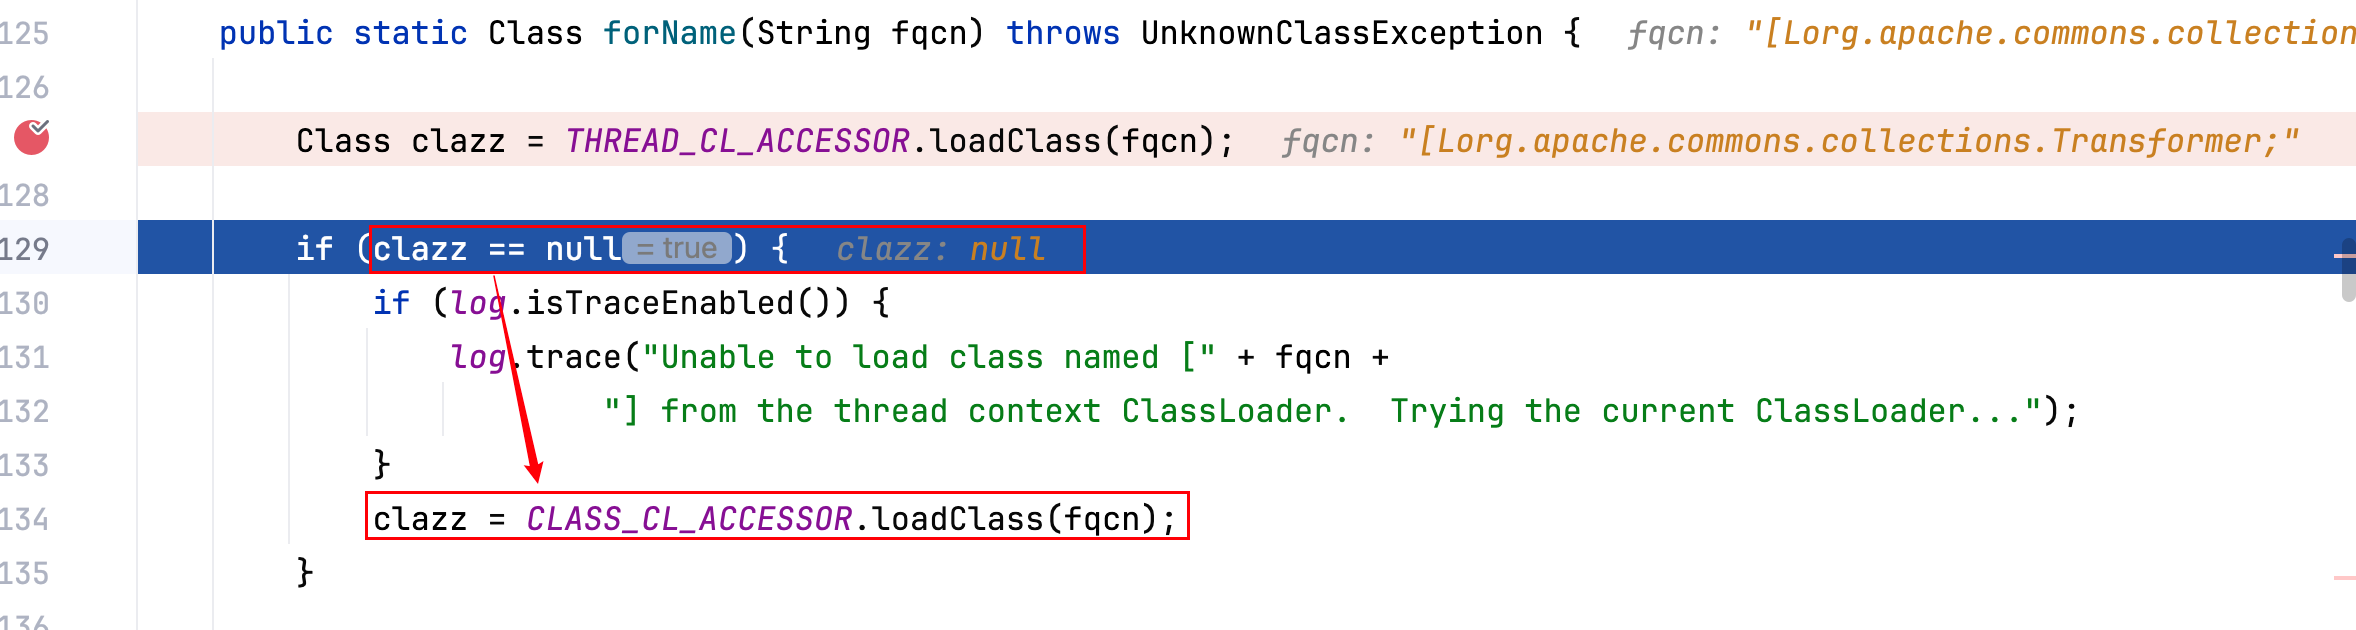 125 public static Class forName(String fqcn) throws UnknownClassException { fqcn: "[Lorg.apache.commons.collection
126
Class clazz = THREAD_CL_ACCESSOR.loadClass(fqcn); fqcn: "[Lorg.apache.commons.collections.Transformer;"
128
129 if (clazz == null = true ) { clazz: null
130 if (log.isTraceEnabled()) {
131 log.trace("Unable to load class named [" + fqcn +
132 "] from the thread context ClassLoader.  Trying the current ClassLoader...");
133 }
134 clazz = CLASS_CL_ACCESSOR.loadClass(fqcn);
135 }
136